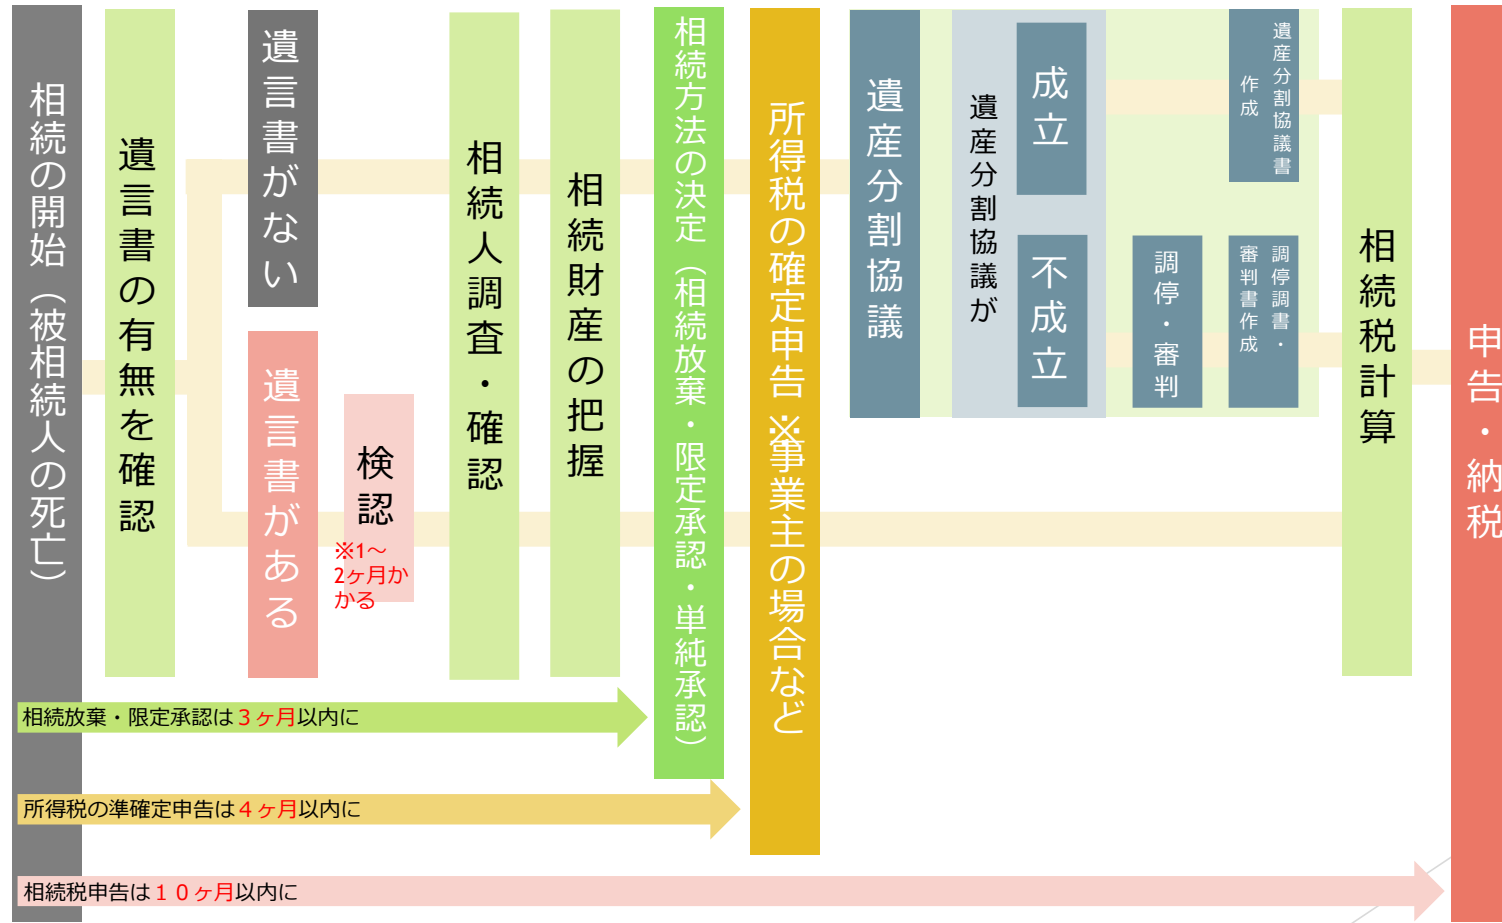 相続の開始（被相続人の死亡）
遺言書の有無を確認
遺言書がない
遺言書がある
検認
※1～
2ヶ月か
かる
相続人調査・確認
相続財産の把握
相続方法の決定（相続放棄・限定承認・単純承認）
所得税の確定申告※事業主の場合など
遺産分割協議
遺産分割協議が
成立
不成立
調停・審判
遺産分割協議書
作成
調停調書・
審判書作成
相続税計算
申告・納税
相続放棄・限定承認は３ヶ月以内に
所得税の準確定申告は４ヶ月以内に
相続税申告は１０ヶ月以内に